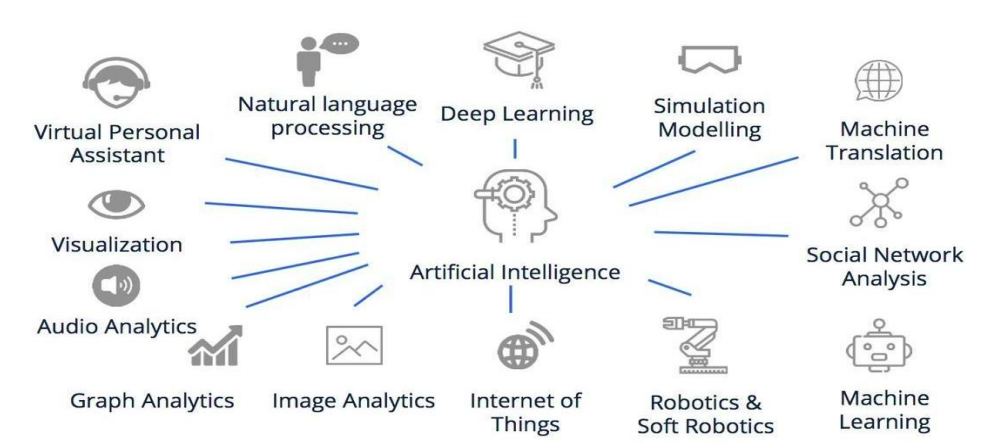 Virtual Personal
Assistant
Natural language
processing
Deep Learning
Simulation
Modelling
Machine
Translation
Visualization
Artificial Intelligence
Social Network
Analysis
Audio Analytics
Graph Analytics
Image Analytics
Internet of
Things
Robotics &
Soft Robotics
Machine
Learning